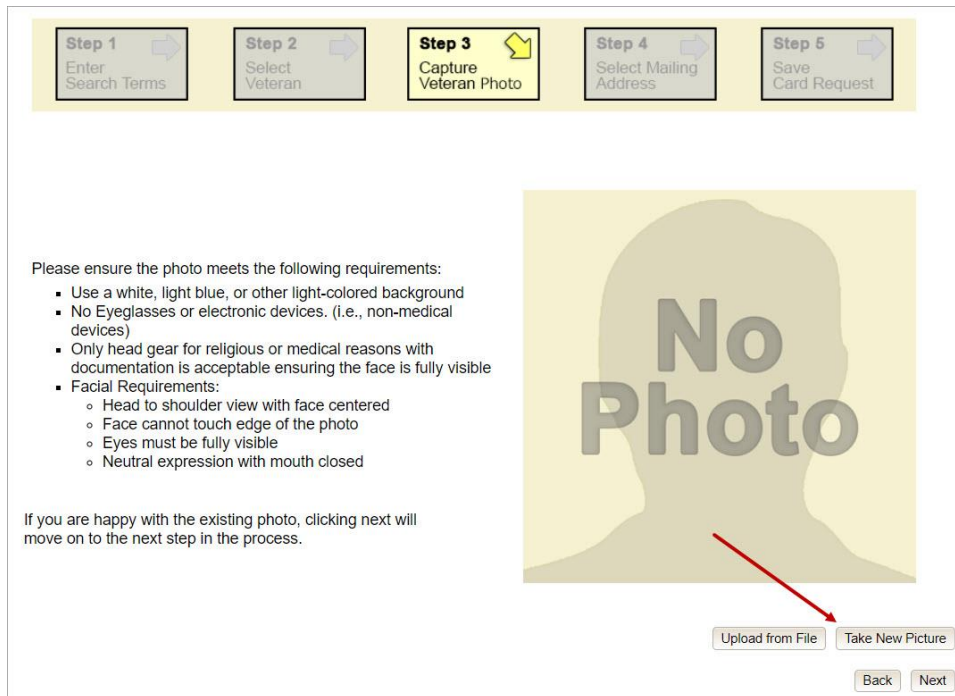 Step 1
Enter
Search Terms
Step 2
Select
Veteran
Step 3
Capture
Veteran Photo
Step 4
Select Mailing
Address
Step 5
Save
Card Request
Please ensure the photo meets the following requirements:
Use a white, light blue, or other light-colored background
No Eyeglasses or electronic devices. (i.e., non-medical
devices)
Only head gear for religious or medical reasons with
documentation is acceptable ensuring the face is fully visible
Facial Requirements:
Head to shoulder view with face centered
Face cannot touch edge of the photo
Eyes must be fully visible
Neutral expression with mouth closed
If you are happy with the existing photo, clicking next will
move on to the next step in the process.
No
Photo
Upload from File
Take New Picture
Back
Next